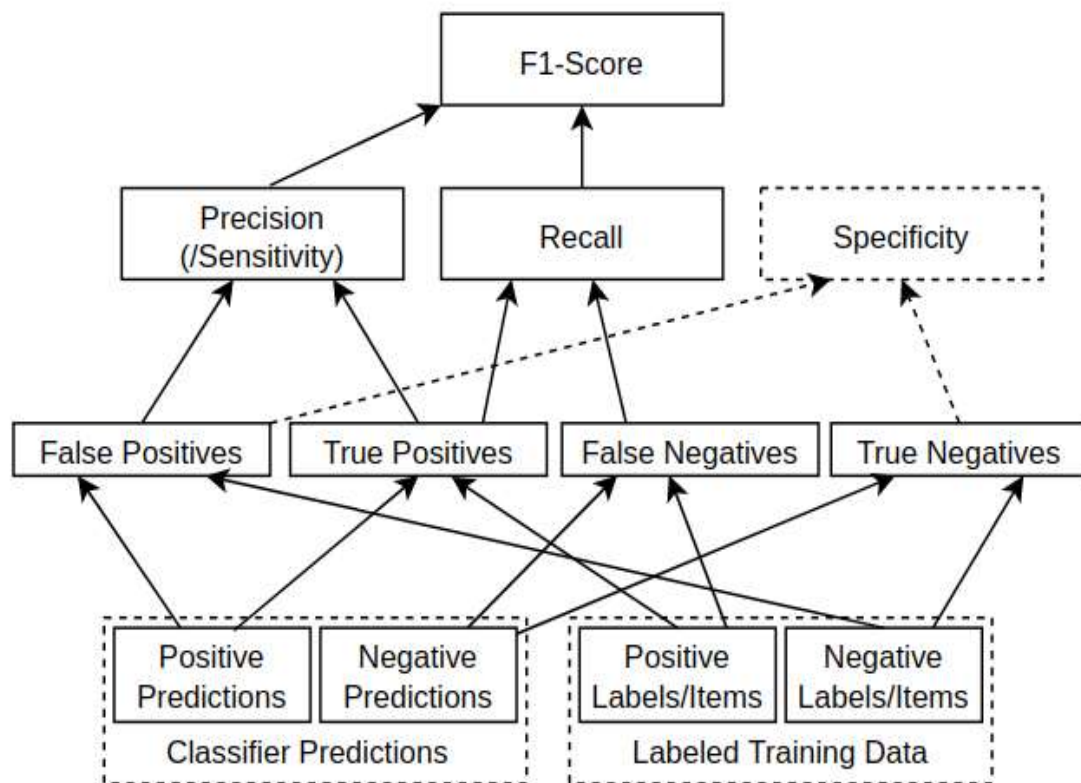 F1-Score
Precision
(/Sensitivity)
Recall
Specificity
False Positives
True Positives
False Negatives
True Negatives
Positive
Predictions
Negative
Predictions
Positive
Labels/Items
Negative
Labels/Items
Classifier Predictions
Labeled Training Data